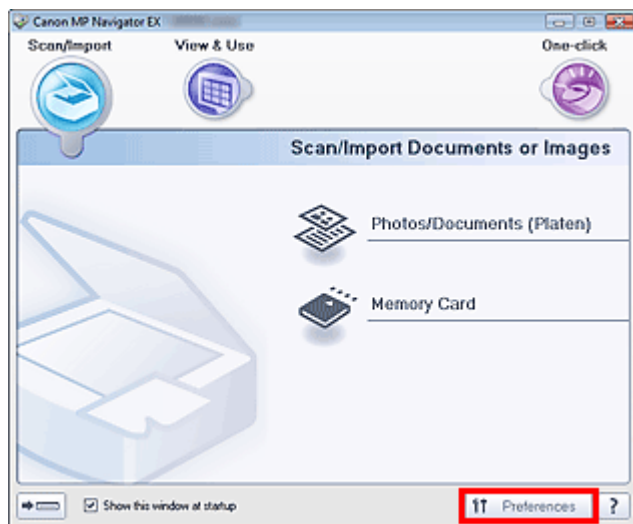 Canon MP Navigator EX
Scan/Import View & Use One-click
Scan/Import Documents or Images
Photos/Documents (Platen)
Memory Card
Show this window at startup Preferences ?